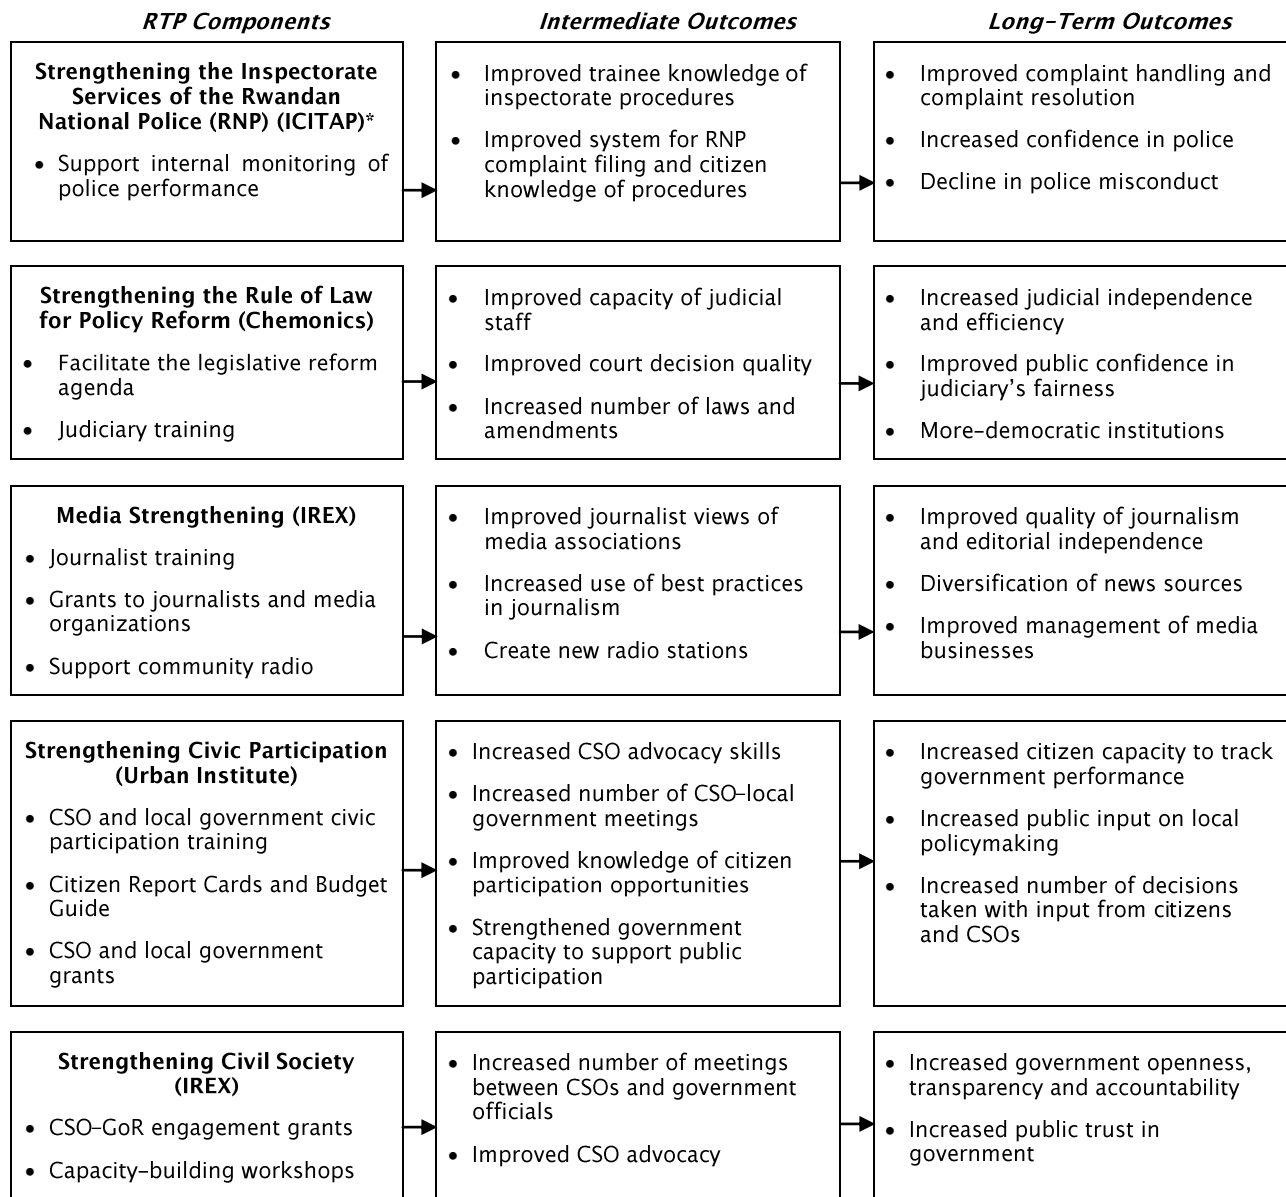 RTP Components
Intermediate Outcomes
Long-Term Outcomes
Strengthening the Inspectorate
Services of the Rwandan
National Police (RNP) (ICITAP)*
• Support internal monitoring of
police performance
• Improved trainee knowledge of
inspectorate procedures
• Improved system for RNP
complaint filing and citizen
knowledge of procedures
• Improved complaint handling and
complaint resolution
• Increased confidence in police
• Decline in police misconduct
Strengthening the Rule of Law
for Policy Reform (Chemonics)
• Facilitate the legislative reform
agenda
• Judiciary training
• Improved capacity of judicial
staff
• Improved court decision quality
• Increased number of laws and
amendments
• Increased judicial independence
and efficiency
• Improved public confidence in
judiciary's fairness
• More-democratic institutions
Media Strengthening (IREX)
• Journalist training
• Grants to journalists and media
organizations
• Support community radio
• Improved journalist views of
media associations
• Increased use of best practices
in journalism
• Create new radio stations
• Improved quality of journalism
and editorial independence
• Diversification of news sources
• Improved management of media
businesses
Strengthening Civic Participation
(Urban Institute)
• CSO and local government civic
participation training
• Citizen Report Cards and Budget
Guide
• CSO and local government
grants
• Increased CSO advocacy skills
• Increased number of CSO-local
government meetings
• Improved knowledge of citizen
participation opportunities
• Strengthened government
capacity to support public
participation
• Increased citizen capacity to track
government performance
• Increased public input on local
policymaking
• Increased number of decisions
taken with input from citizens
and CSOs
Strengthening Civil Society
(IREX)
• CSO-GoR engagement grants
• Capacity-building workshops
• Increased number of meetings
between CSOs and government
officials
• Improved CSO advocacy
• Increased government openness,
transparency and accountability
• Increased public trust in
government